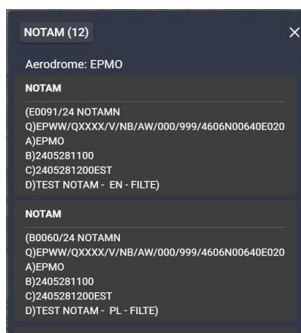 NOTAM (12)
Aerodrome: EPMO
NOTAM
(E0091/24 NOTAMN
Q)EPWW/QXXXX/V/NB/AW/000/999/4606N00640E020
A)EPMO
B)2405281100
C)2405281200EST
D)TEST NOTAM - EN - FILTE)
NOTAM
(B0060/24 NOTAMN
Q)EPWW/QXXXX/V/NB/AW/000/999/4606N00640E020
A)EPMO
B)2405281100
C)2405281200EST
D)TEST NOTAM - PL - FILTE)